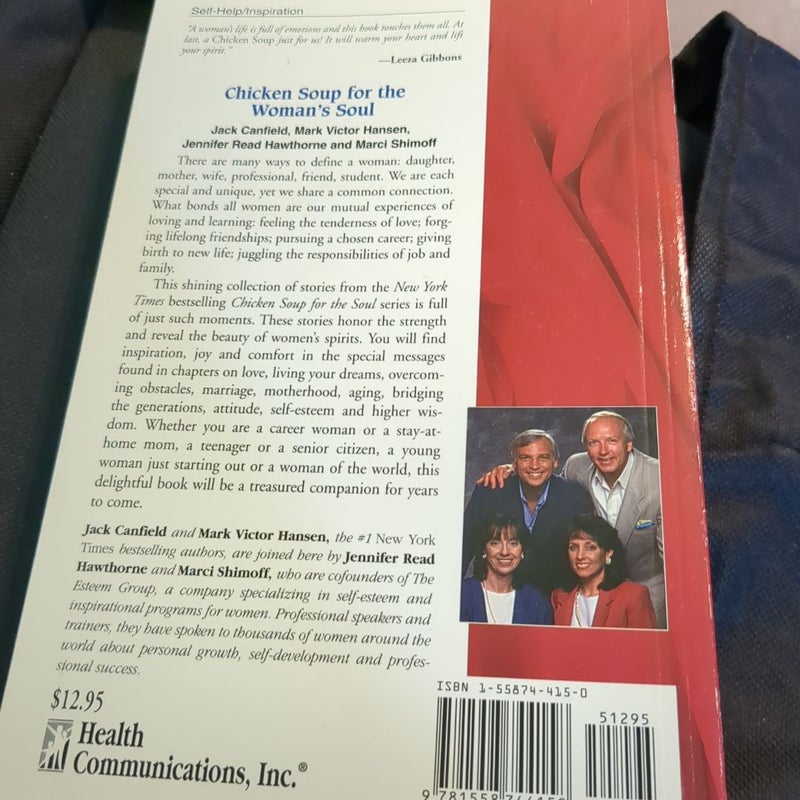 Self-Help/Inspiration
"A woman's life is full of emotions and this book touches them all. At
last, a Chicken Soup just for us! It will warm your heart and lift
your spirit."
—Leeza Gibbons
Chicken Soup for the
Woman's Soul
Jack Canfield, Mark Victor Hansen,
Jennifer Read Hawthorne and Marci Shimoff
There are many ways to define a woman: daughter,
mother, wife, professional, friend, student. We are each
special and unique, yet we share a common connection.
What bonds all women are our mutual experiences of
loving and learning: feeling the tenderness of love; forg-
ing lifelong friendships; pursuing a chosen career; giving
birth to new life; juggling the responsibilities of job and
family.
This shining collection of stories from the New York
Times bestselling Chicken Soup for the Soul series is full
of just such moments. These stories honor the strength
and reveal the beauty of women's spirits. You will find
inspiration, joy and comfort in the special messages
found in chapters on love, living your dreams, overcom-
ing obstacles, marriage, motherhood, aging, bridging
the generations, attitude, self-esteem and higher wis-
dom. Whether you are a career woman or a stay-at-
home mom, a teenager or a senior citizen, a young
woman just starting out or a woman of the world, this
delightful book will be a treasured companion for years
to come.
Jack Canfield and Mark Victor Hansen, the #1 New York
Times bestselling authors, are joined here by Jennifer Read
Hawthorne and Marci Shimoff, who are cofounders of The
Esteem Group, a company specializing in self-esteem and
inspirational programs for women. Professional speakers and
trainers, they have spoken to thousands of women around the
world about personal growth, self-development and profes-
sional success.
$12.95
Health
Communications, Inc.®
ISBN 1-55874-415-0
51295
9 781558